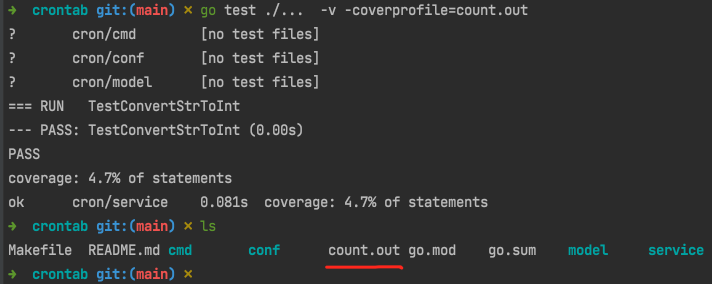 ➜ crontab git:(main) ✗ go test ./... -v -coverprofile=count.out
? cron/cmd [no test files]
? cron/conf [no test files]
? cron/model [no test files]
=== RUN TestConvertStrToInt
--- PASS: TestConvertStrToInt (0.00s)
PASS
coverage: 4.7% of statements
ok cron/service 0.081s coverage: 4.7% of statements
➜ crontab git:(main) ✗ ls
Makefile README.md cmd conf count.out go.mod go.sum model service
➜ crontab git:(main) ✗